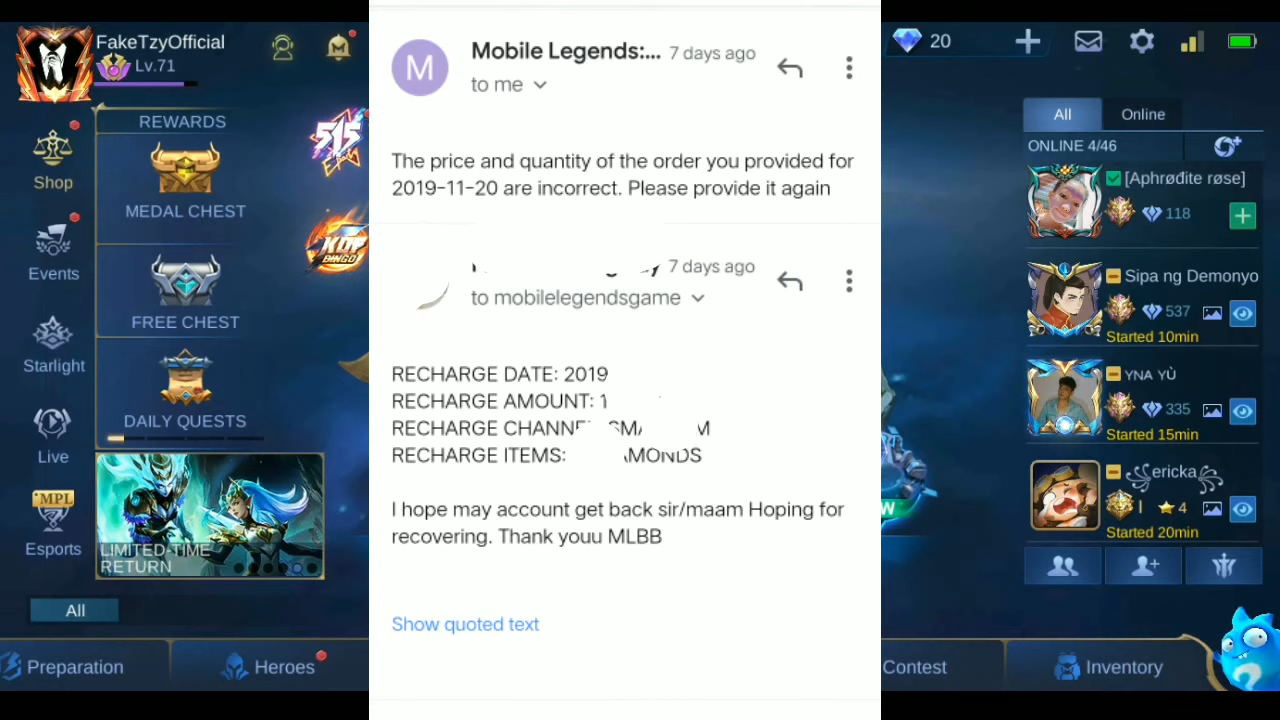 FakeTzyOfficial
Lv.71
20
REWARDS
MEDAL CHEST
FREE CHEST
DAILY QUESTS
LIMITED-TIME
RETURN
Shop
Events
Starlight
Live
MPL
Esports
515
KOF
BINGO
All
Preparation
Heroes
M
Mobile Legends:... 7 days ago
to me
The price and quantity of the order you provided for
2019-11-20 are incorrect. Please provide it again
7 days ago
to mobilelegendsgame
RECHARGE DATE: 2019
RECHARGE AMOUNT: 1
RECHARGE
RECHARGE ITEMS:
I hope may account get back sir/maam Hoping for
recovering. Thank youu MLBB
Show quoted text
All
Online
ONLINE 4/46
[Aphrođite røse]
118
Sipa ng Demonyo
537
Started 10min
YNA YÙ
335
Started 15min
ericka
I 4
Started 20min
Contest
Inventory